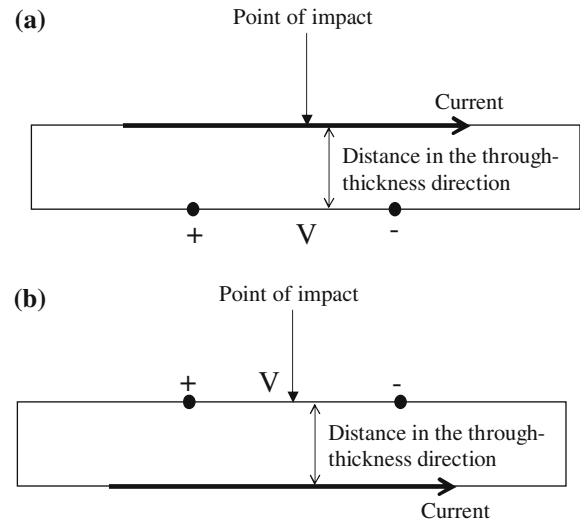 (a)
Point of impact
Current
Distance in the through-
thickness direction
+ V -
(b)
Point of impact
+ V -
Distance in the through-
thickness direction
Current